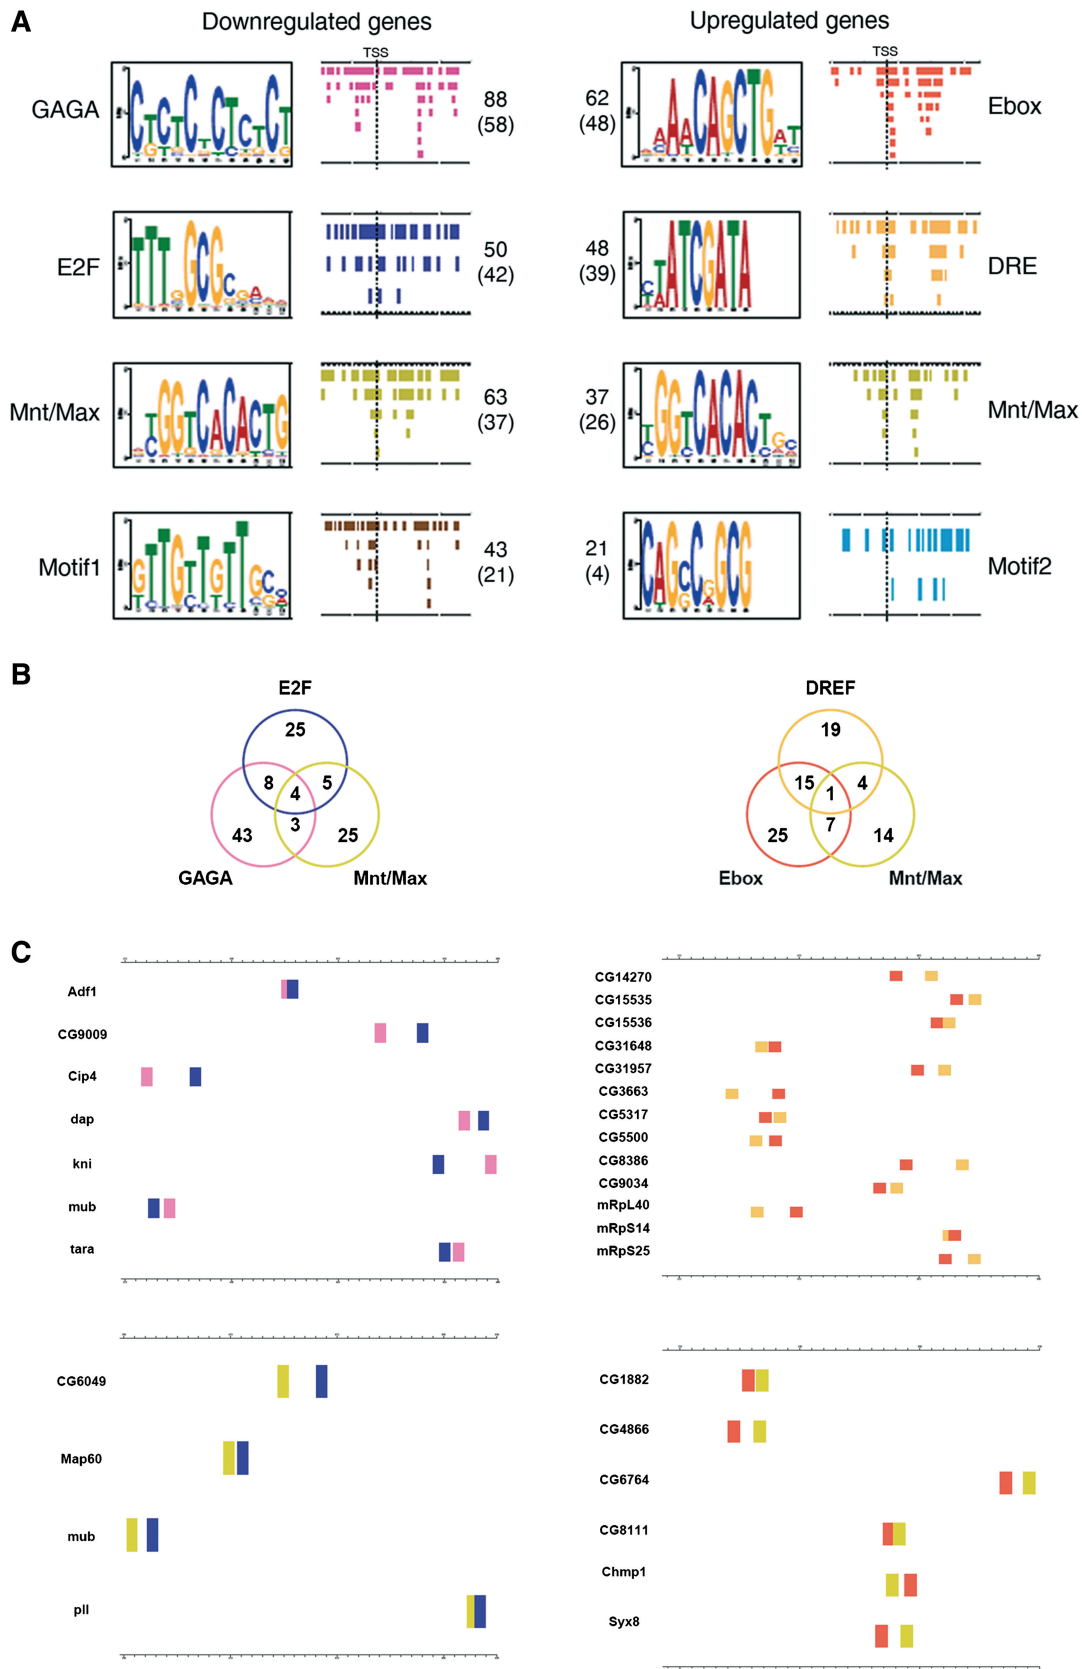 A
Downregulated genes
Upregulated genes
TSS
TSS
GAGA
88
(58)
62
(48)
Ebox
E2F
50
(42)
48
(39)
DRE
Mnt/Max
63
(37)
37
(26)
Mnt/Max
Motif1
43
(21)
21
(4)
Motif2
B
E2F
25
8
4
5
43
3
25
GAGA
Mnt/Max
DREF
19
15
1
4
25
7
14
Ebox
Mnt/Max
C
Adf1
CG9009
Cip4
dap
kni
mub
tara
CG14270
CG15535
CG15536
CG31648
CG31957
CG3663
CG5317
CG5500
CG8386
CG9034
mRpL40
mRpS14
mRpS25
CG6049
Map60
mub
pll
CG1882
CG4866
CG6764
CG8111
Chmp1
Syx8